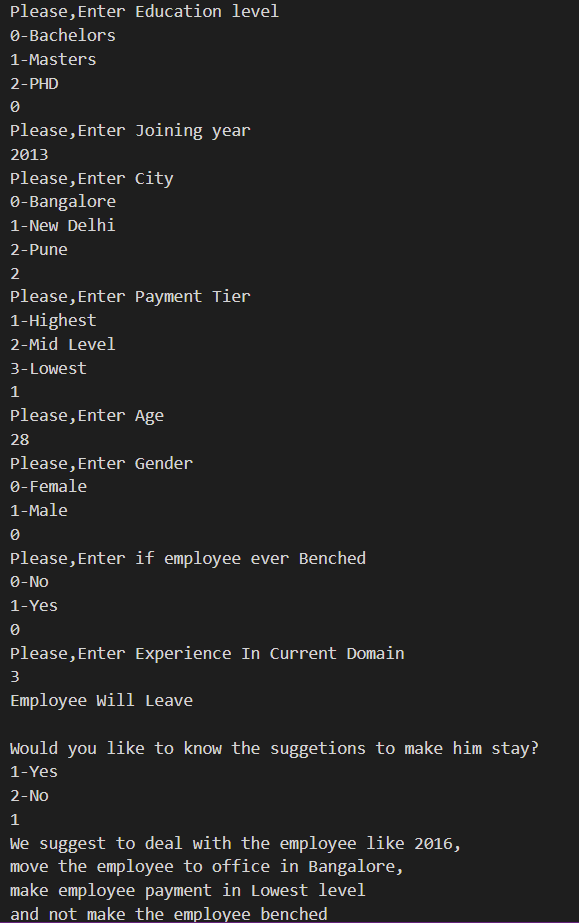 Please,Enter Education level
0-Bachelors
1-Masters
2-PHD
0
Please,Enter Joining year
2013
Please,Enter City
0-Bangalore
1-New Delhi
2-Pune
2
Please,Enter Payment Tier
1-Highest
2-Mid Level
3-Lowest
1
Please,Enter Age
28
Please,Enter Gender
0-Female
1-Male
0
Please,Enter if employee ever Benched
0-No
1-Yes
0
Please,Enter Experience In Current Domain
3
Employee Will Leave
Would you like to know the suggetions to make him stay?
1-Yes
2-No
1
We suggest to deal with the employee like 2016,
move the employee to office in Bangalore,
make employee payment in Lowest level
and not make the employee benched